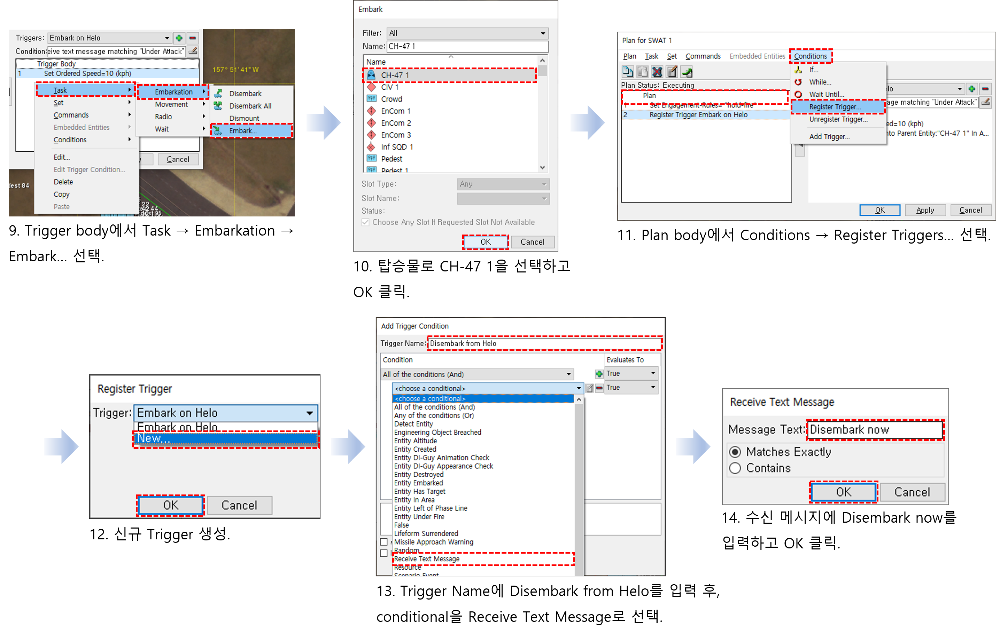 Triggers: Embark on Helo
Condition: eive text message matching "Under Attack"
Trigger Body
1 Set Ordered Speed=10 (kph)
157° 51' 41" W
Task
Set
Commands
Embedded Entities
Conditions
Edit...
Edit Trigger Condition...
Delete
Copy
Paste
Embarkation
Movement
Radio
Wait
Disembark
Disembark All
Dismount
Embark...
Cancel
dest 84
22
44
dest 95
9. Trigger body에서 Task → Embarkation →
Embark... 선택.
Embark
Filter: All
Name: CH-47 1
Name
CH-47 1
CIV 1
Crowd
EnCom 1
EnCom 2
EnCom 3
Inf SQD 1
Pedest
Pedest 1
Slot Type: Any
Slot Name:
Status:
Choose Any Slot If Requested Slot Not Available
OK Cancel
10. 탑승물로 CH-47 1을 선택하고
OK 클릭.
Plan for SWAT 1
Plan Task Set Commands Embedded Entities Conditions
If...
While...
Wait Until...
Register Trigger...
Unregister Trigger...
Add Trigger...
Plan Status: Executing
Plan
1 Set Engagement-Rules= "hold-fire"
2 Register Trigger Embark on Helo
elo
age matching "Under Attack"
ed=10 (kph)
nto Parent Entity:"CH-47 1" In A...
OK Apply Cancel
11. Plan body에서 Conditions → Register Triggers... 선택.
Register Trigger
Trigger: Embark on Helo
Embark on Helo
New...
OK Cancel
12. 신규 Trigger 생성.
Add Trigger Condition
Trigger Name: Disembark from Helo
Condition Evaluates To
All of the conditions (And) True
<choose a conditional> True
<choose a conditional>
All of the conditions (And)
Any of the conditions (Or)
Detect Entity
Engineering Object Breached
Entity Altitude
Entity Created
Entity DI-Guy Animation Check
Entity DI-Guy Appearance Check
Entity Destroyed
Entity Embarked
Entity Has Target
Entity In Area
Entity Left of Phase Line
Entity Under Fire
False
Lifeform Surrendered
Missile Approach Warning
Random
Receive Text Message
Resource
Scenario Event
13. Trigger Name에 Disembark from Helo를 입력 후,
conditional을 Receive Text Message로 선택.
Receive Text Message
Message Text: Disembark now
Matches Exactly
Contains
OK Cancel
14. 수신 메시지에 Disembark now를
입력하고 OK 클릭.